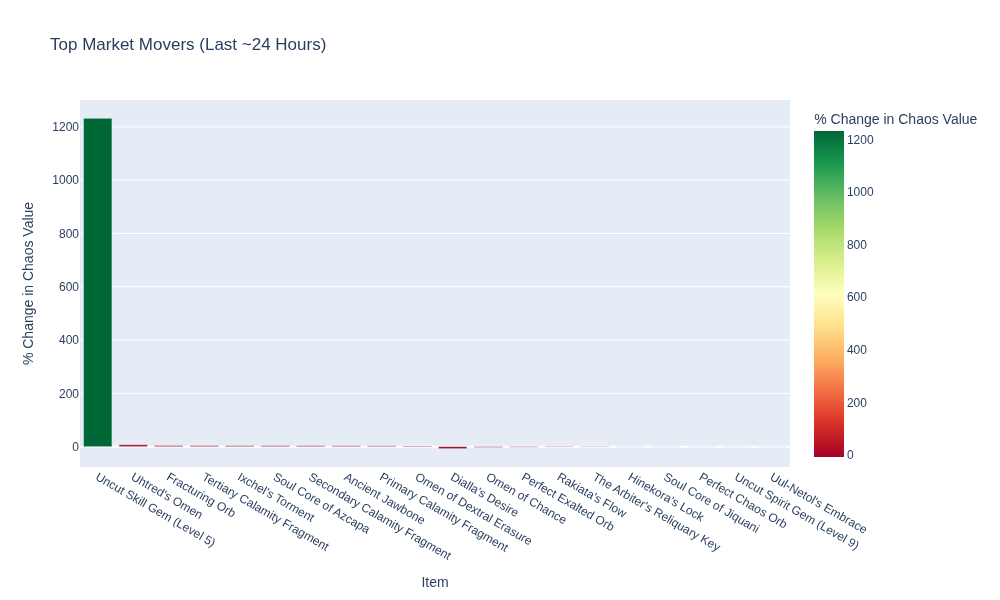 Top Market Movers (Last ~24 Hours)
% Change in Chaos Value
1200
1000
800
600
400
200
0
% Change in Chaos Value
1200
1000
800
600
400
200
0
Uncut Skill Gem (Level 5)
Uhtred's Omen
Fracturing Orb
Tertiary Calamity Fragment
Ixchel's Torment
Soul Core of Azcapa
Secondary Calamity Fragment
Ancient Jawbone
Primary Calamity Fragment
Omen of Dextral Erasure
Dialla's Desire
Omen of Chance
Perfect Exalted Orb
Rakiata's Flow
The Arbiter's Reliquary Key
Hinekora's Lock
Soul Core of Jiquani
Perfect Chaos Orb
Uncut Spirit Gem (Level 9)
Uul-Netol's Embrace
Item